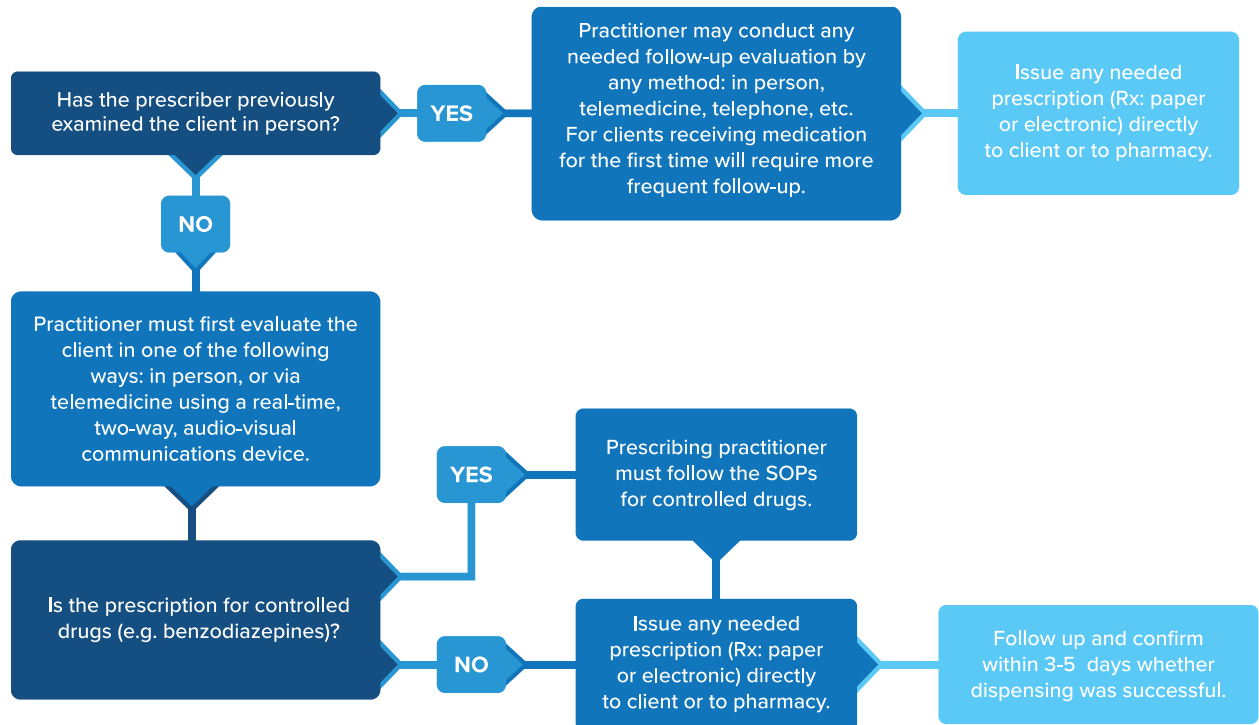 Has the prescriber previously
examined the client in person?
YES
Practitioner may conduct any
needed follow-up evaluation by
any method: in person,
telemedicine, telephone, etc.
For clients receiving medication
for the first time will require more
frequent follow-up.
Issue any needed
prescription (Rx: paper
or electronic) directly
to client or to pharmacy.
NO
Practitioner must first evaluate the
client in one of the following
ways: in person, or via
telemedicine using a real-time,
two-way, audio-visual
communications device.
Is the prescription for controlled
drugs (e.g. benzodiazepines)?
YES
Prescribing practitioner
must follow the SOPs
for controlled drugs.
NO
Issue any needed
prescription (Rx: paper
or electronic) directly
to client or to pharmacy.
Follow up and confirm
within 3-5 days whether
dispensing was successful.